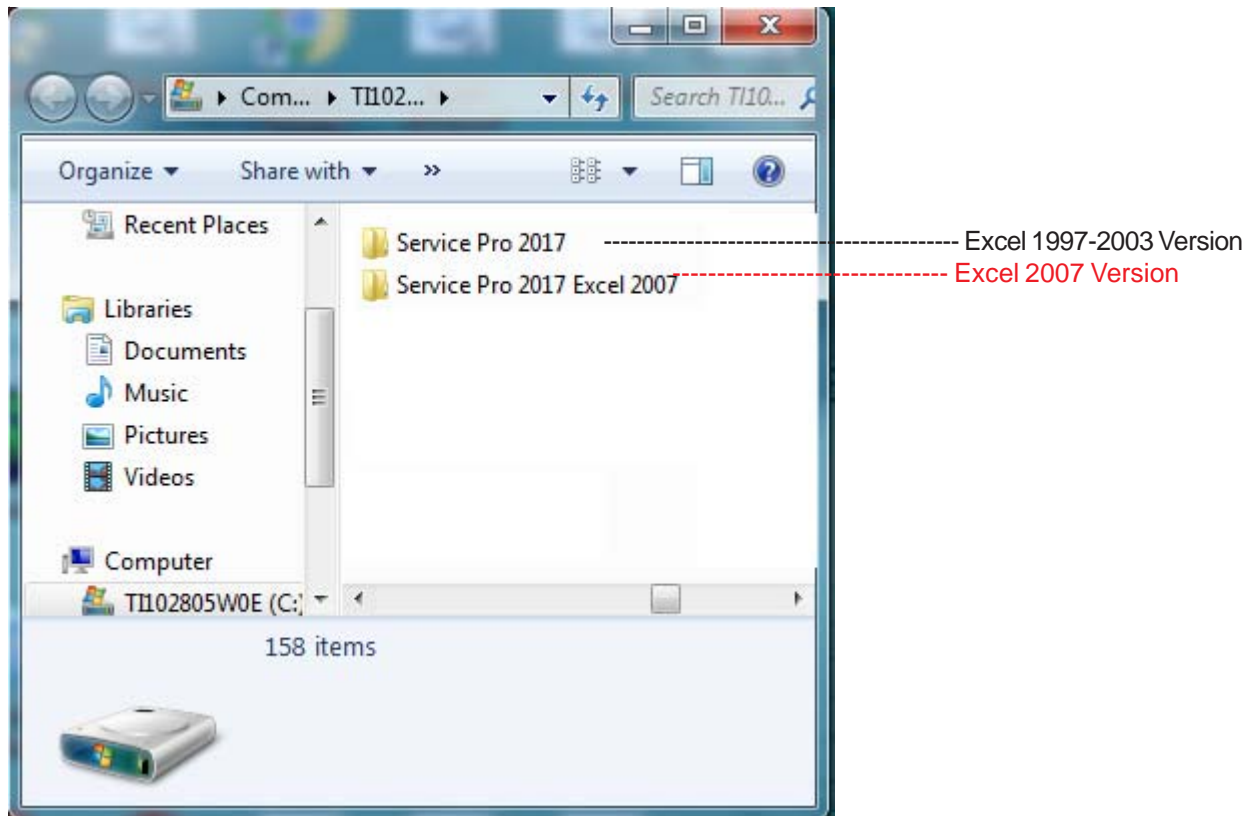 Com... TI102...
Search TI10...
Organize
Share with
»
Recent Places
Libraries
Documents
Music
Pictures
Videos
Computer
TI102805W0E (C:)
Service Pro 2017 ---------- Excel 1997-2003 Version
Service Pro 2017 Excel 2007 ---------- Excel 2007 Version
158 items